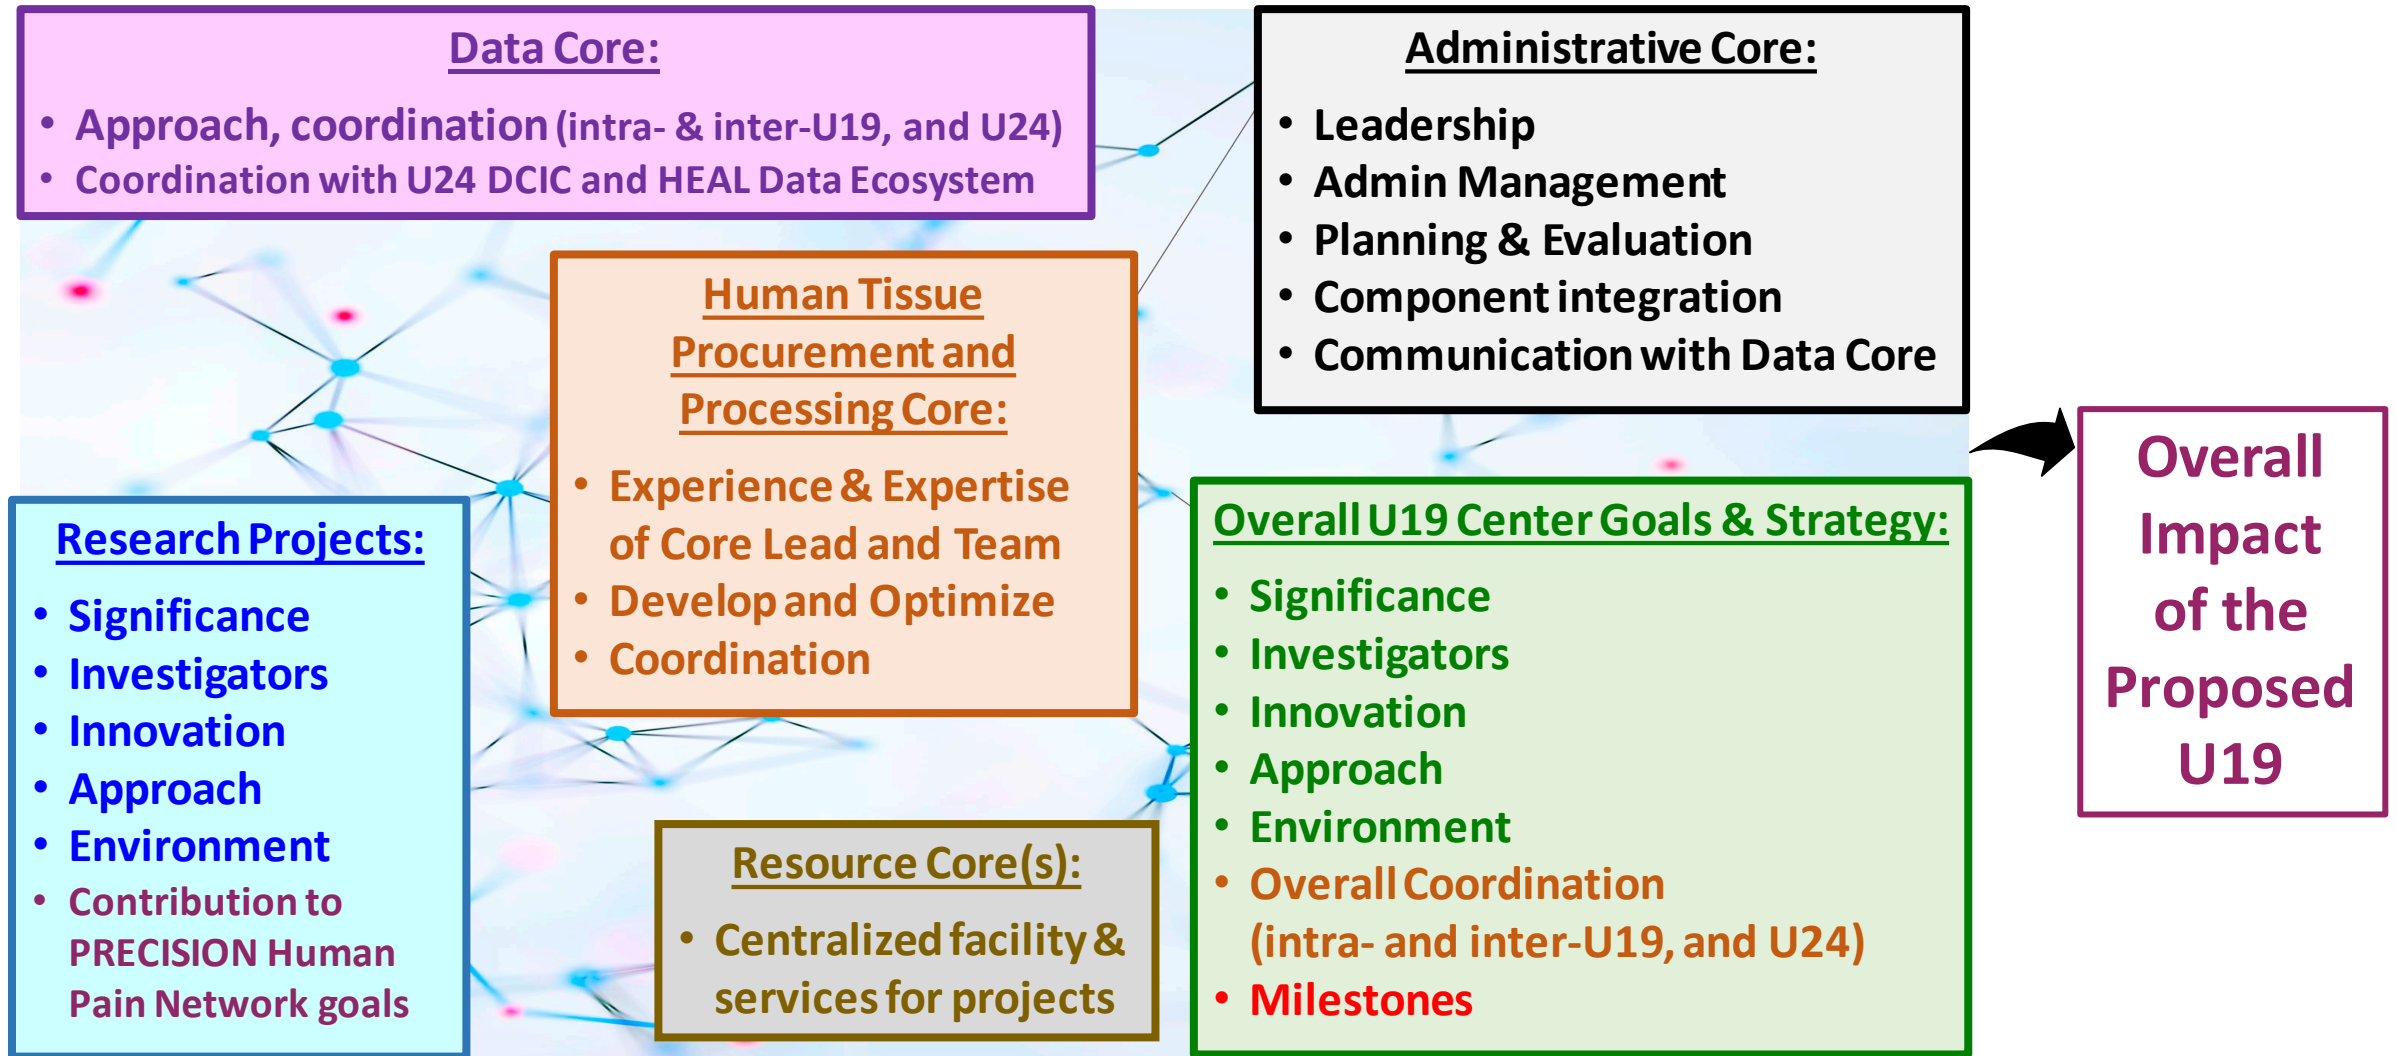 Data Core:
• Approach, coordination (intra- & inter-U19, and U24)
• Coordination with U24 DCIC and HEAL Data Ecosystem
Administrative Core:
• Leadership
• Admin Management
• Planning & Evaluation
• Component integration
• Communication with Data Core
Human Tissue
Procurement and
Processing Core:
• Experience & Expertise
of Core Lead and Team
• Develop and Optimize
• Coordination
Research Projects:
• Significance
• Investigators
• Innovation
• Approach
• Environment
• Contribution to
PRECISION Human
Pain Network goals
Resource Core(s):
• Centralized facility &
services for projects
Overall U19 Center Goals & Strategy:
• Significance
• Investigators
• Innovation
• Approach
• Environment
• Overall Coordination
(intra- and inter-U19, and U24)
• Milestones
Overall
Impact
of the
Proposed
U19